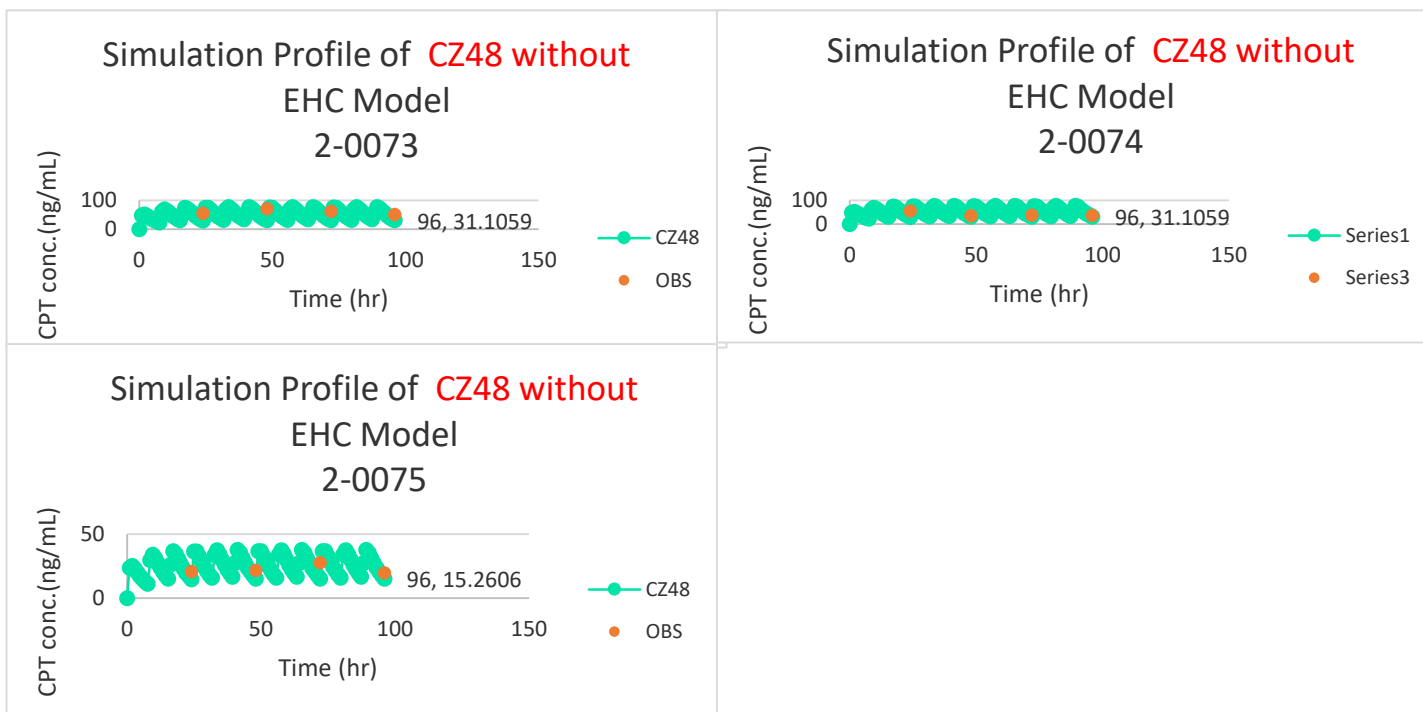 Simulation Profile of CZ48 without
EHC Model
2-0073
CPT conc.(ng/mL)
100
0
96, 31.1059
0
50
100
150
Time (hr)
CZ48
OBS
Simulation Profile of CZ48 without
EHC Model
2-0074
CPT conc.(ng/mL)
100
0
96, 31.1059
0
50
100
150
Time (hr)
Series1
Series3
Simulation Profile of CZ48 without
EHC Model
2-0075
CPT conc.(ng/mL)
50
0
96, 15.2606
0
50
100
150
Time (hr)
CZ48
OBS